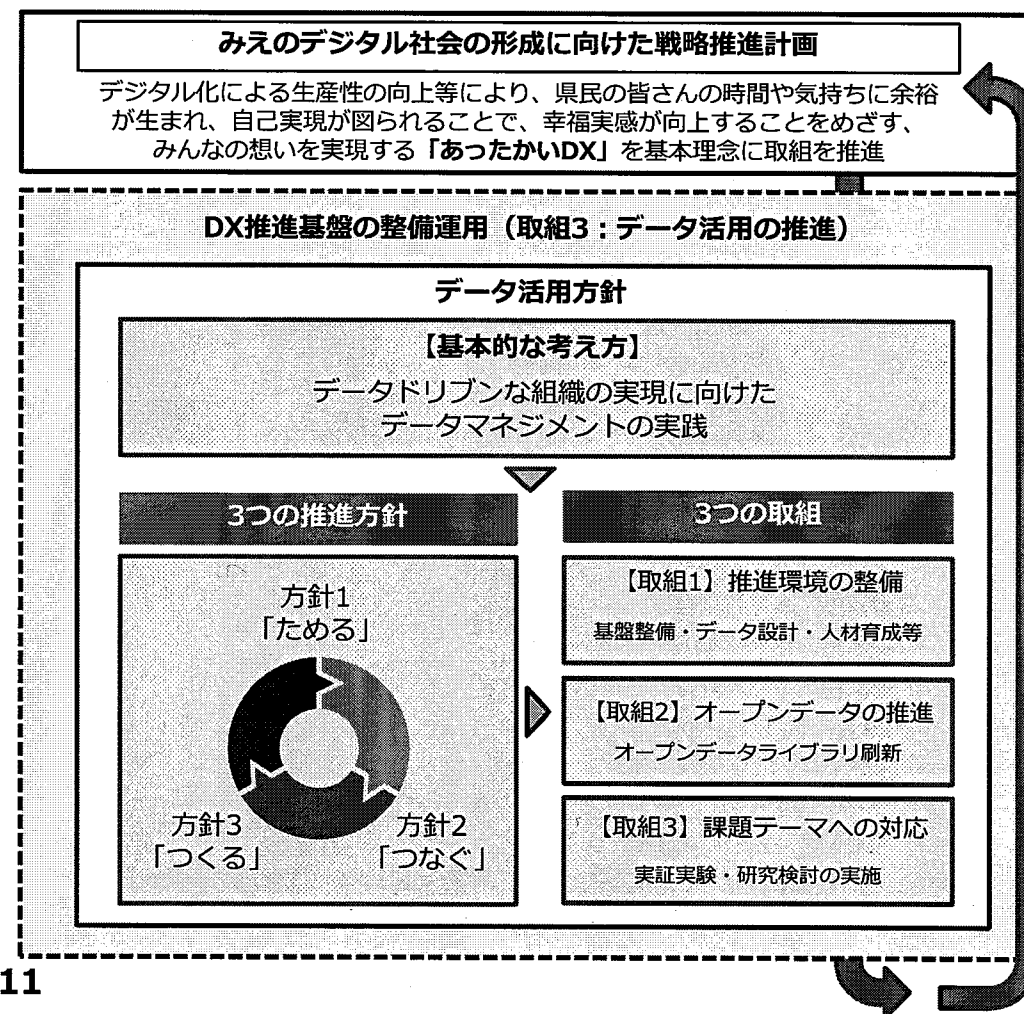 みえのデジタル社会の形成に向けた戦略推進計画
デジタル化による生産性の向上等により、県民の皆さんの時間や気持ちに余裕
が生まれ、自己実現が図られることで、幸福実感が向上することをめざす、
みんなの想いを実現する「あったかいDX」を基本理念に取組を推進
DX推進基盤の整備運用（取組3：データ活用の推進）
データ活用方針
【基本的な考え方】
データドリブンな組織の実現に向けた
データマネジメントの実践
3つの推進方針
方針1
「ためる」
方針3
「つくる」
方針2
「つなぐ」
3つの取組
【取組1】推進環境の整備
基盤整備・データ設計・人材育成等
【取組2】オープンデータの推進
オープンデータライブラリ刷新
【取組3】課題テーマへの対応
実証実験・研究検討の実施
11